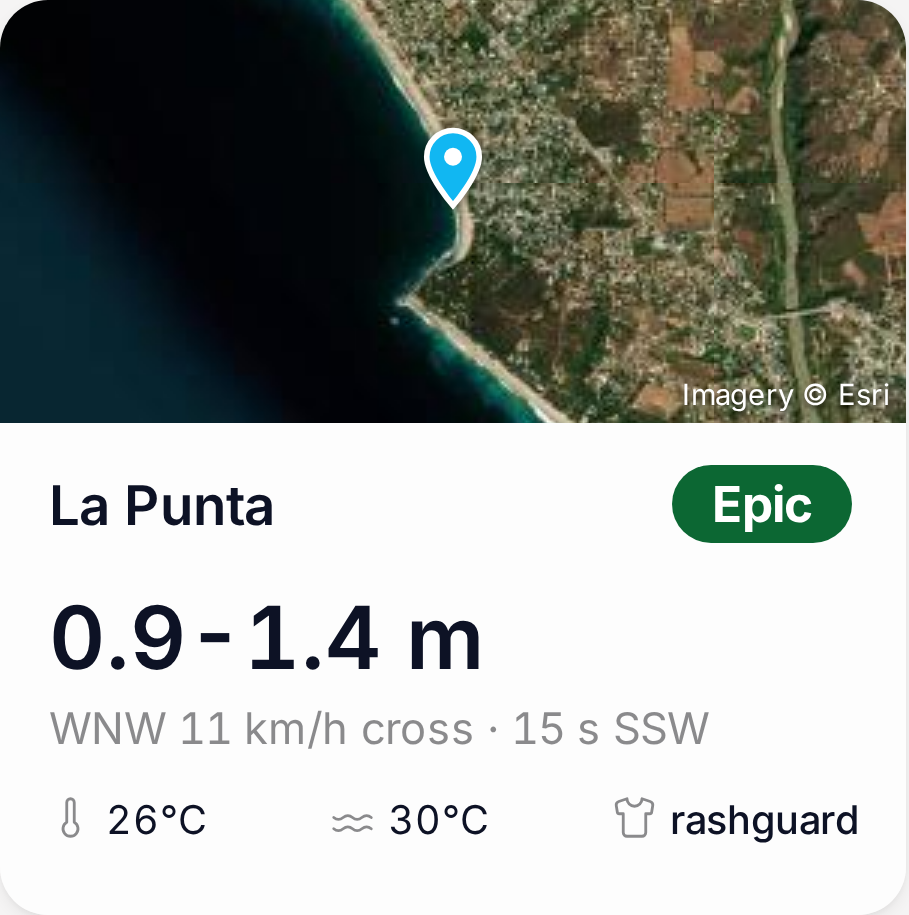 Imagery © Esri
La Punta
Epic
0.9-1.4 m
WNW 11 km/h cross · 15 s SSW
26°C
30°C
rashguard